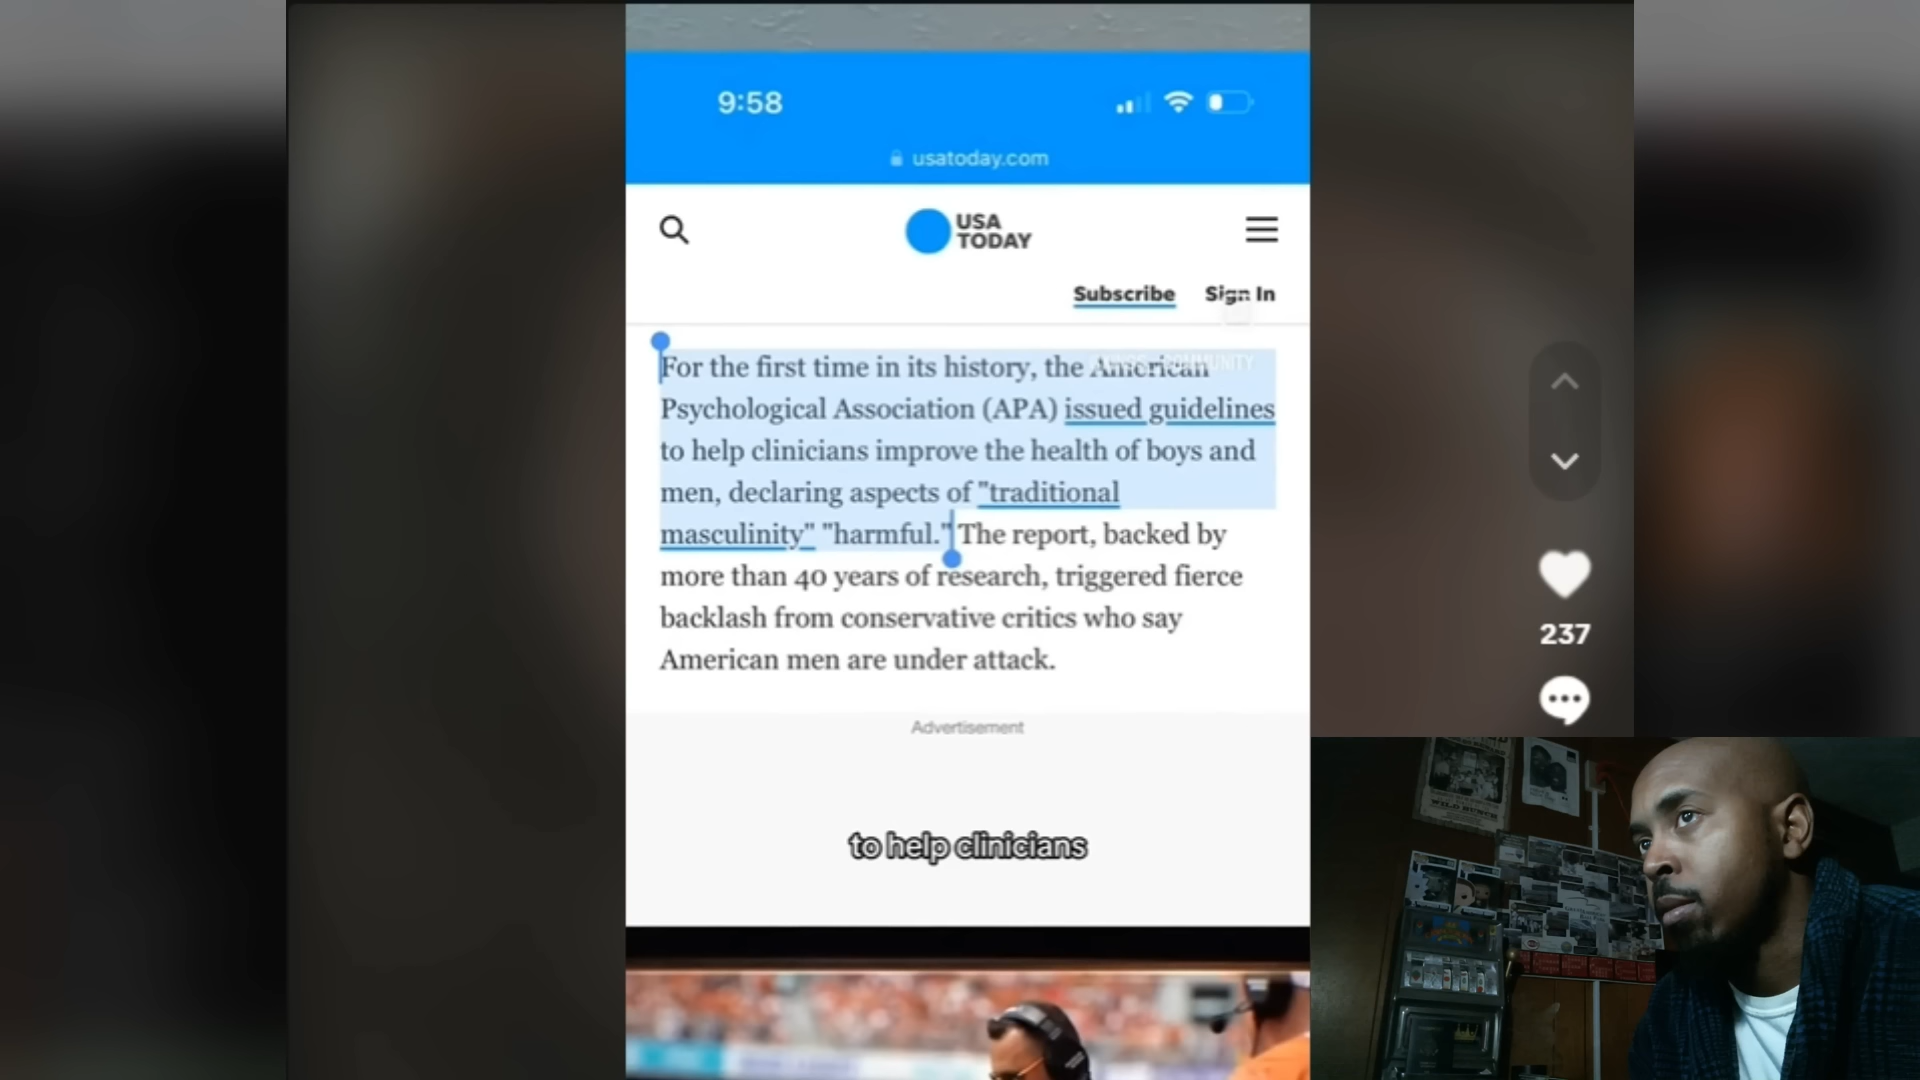 9:58
usatoday.com
USA
TODAY
Subscribe
Sign In
For the first time in its history, the American
Psychological Association (APA) issued guidelines
to help clinicians improve the health of boys and
men, declaring aspects of "traditional
masculinity" "harmful." The report, backed by
more than 40 years of research, triggered fierce
backlash from conservative critics who say
American men are under attack.
Advertisement
to help clinicians
237
WILD BUNCH